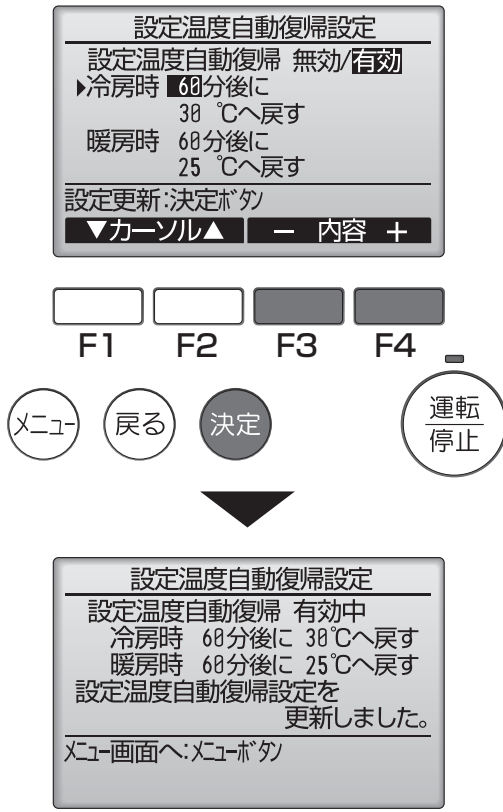 設定温度自動復帰設定
設定温度自動復帰 無効/有効
▶冷房時 60分後に
30 ℃へ戻す
暖房時 60分後に
25 ℃へ戻す
設定更新:決定ボタン
▼カーソル▲ − 内容 +
F1 F2 F3 F4
メニュー 戻る 決定 運転
停止
設定温度自動復帰設定
設定温度自動復帰 有効中
冷房時 60分後に 30℃へ戻す
暖房時 60分後に 25℃へ戻す
設定温度自動復帰設定を
更新しました。
メニュー画面へ:メニューボタン